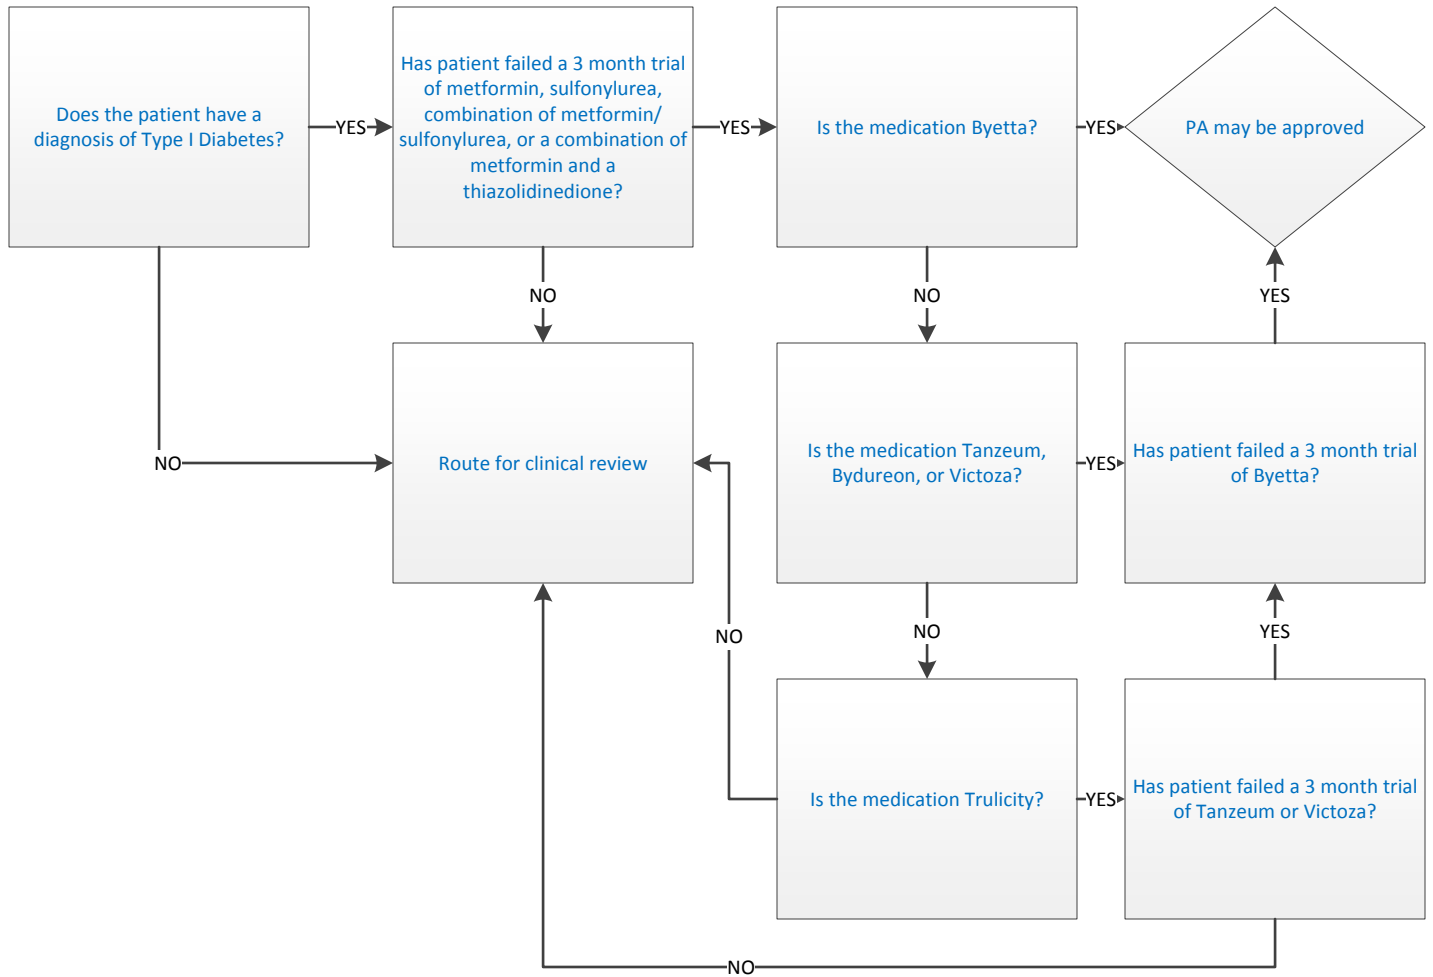 Does the patient have a
diagnosis of Type I Diabetes?
YES
Has patient failed a 3 month trial
of metformin, sulfonylurea,
combination of metformin/
sulfonylurea, or a combination of
metformin and a
thiazolidinedione?
YES
Is the medication Byetta?
YES
PA may be approved
NO
NO
YES
NO
Route for clinical review
Is the medication Tanzeum,
Bydureon, or Victoza?
YES
Has patient failed a 3 month trial
of Byetta?
NO
NO
YES
Is the medication Trulicity?
YES
Has patient failed a 3 month trial
of Tanzeum or Victoza?
NO